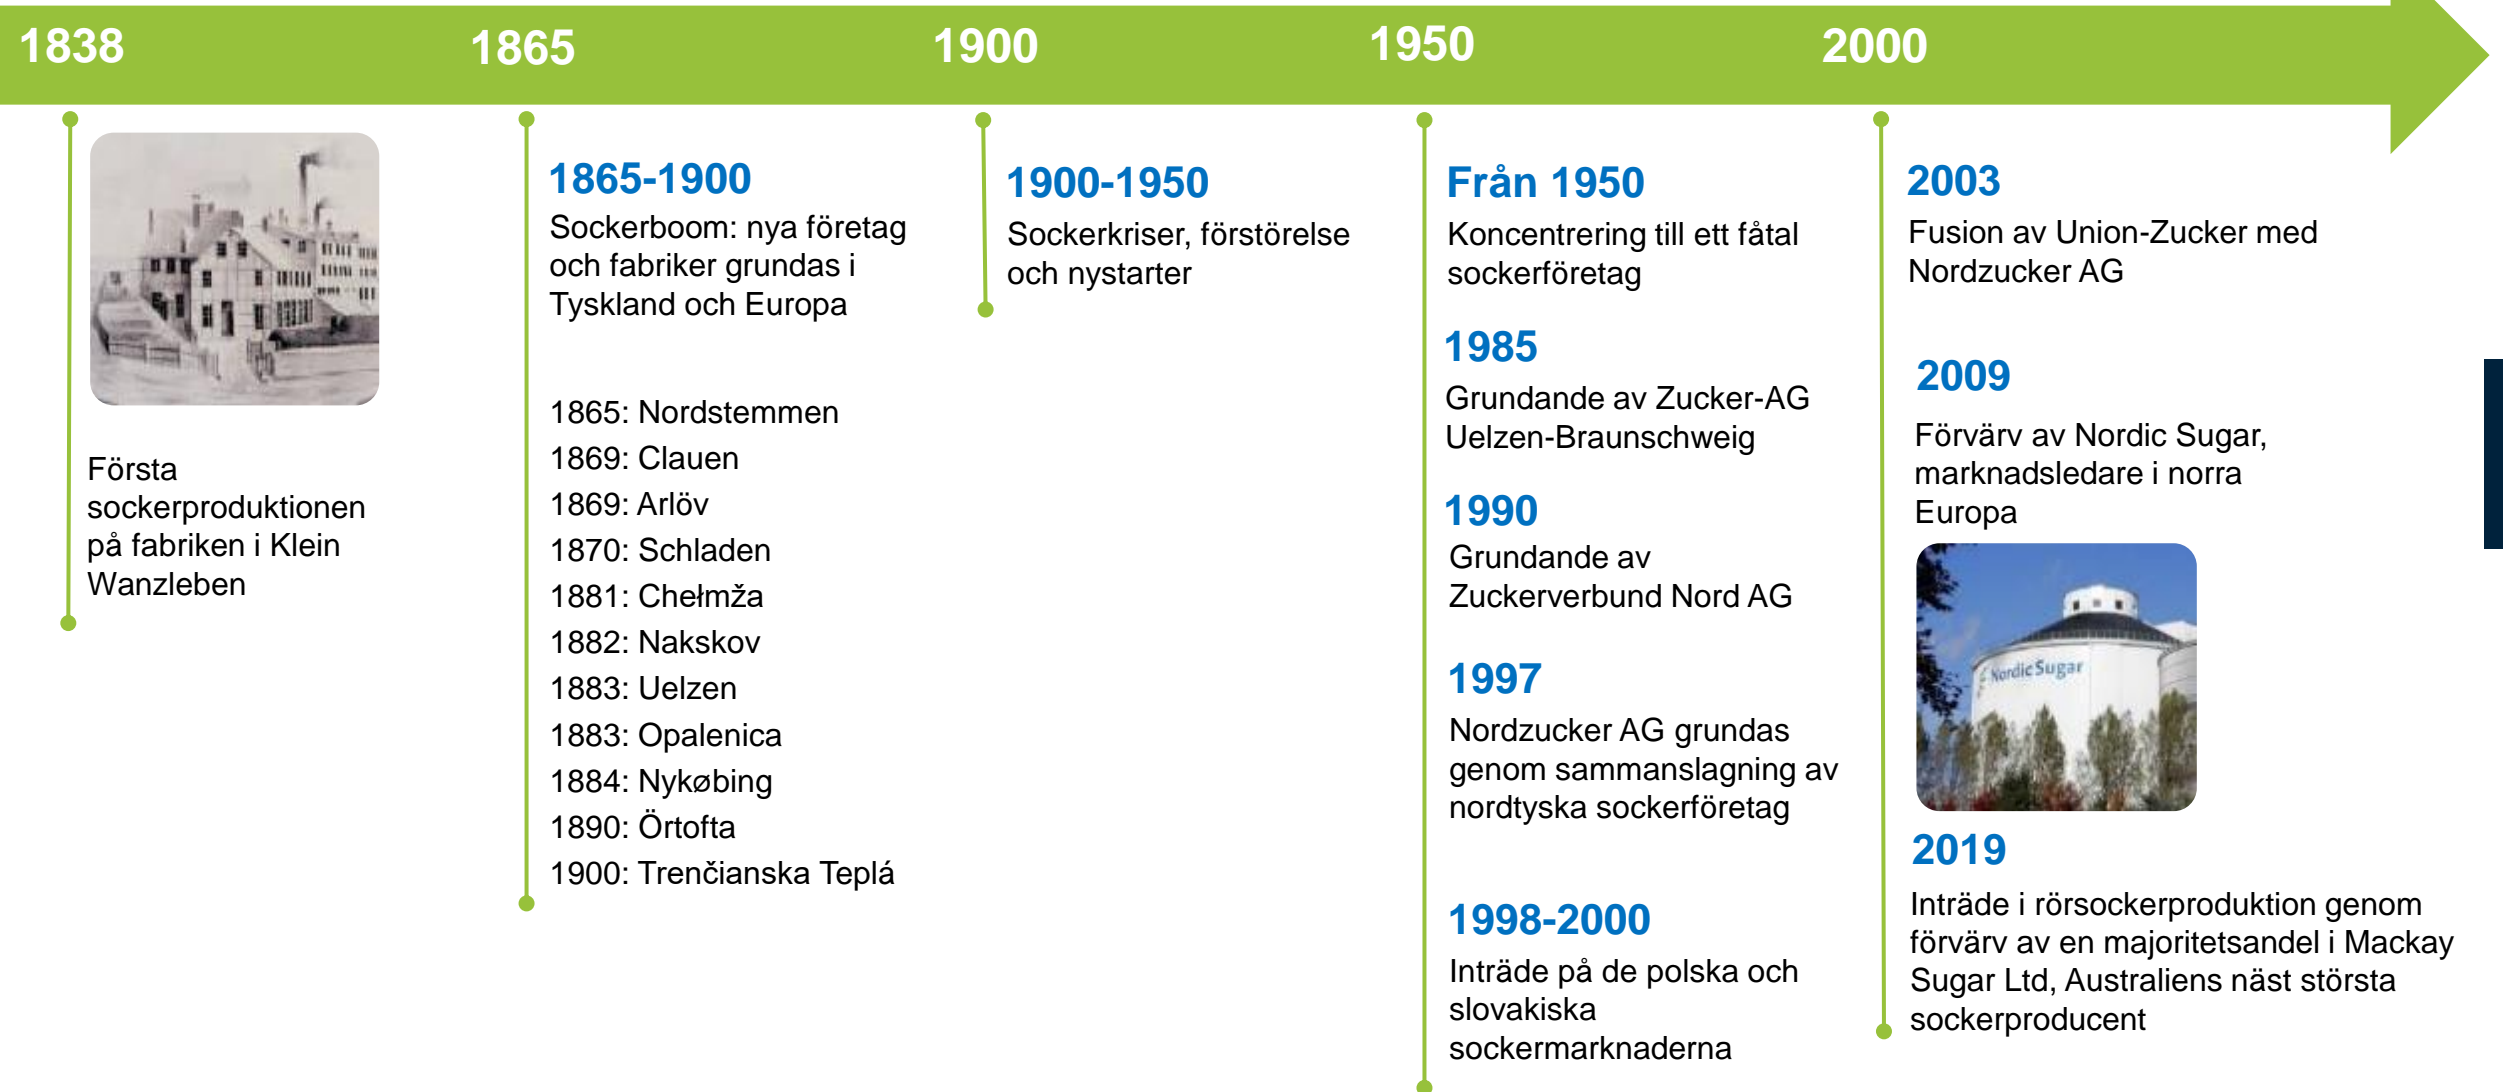 1838
1865
1900
1950
2000
Första
sockerproduktionen
på fabriken i Klein
Wanzleben
1865-1900
Sockerboom: nya företag
och fabriker grundas i
Tyskland och Europa
1865: Nordstemmen
1869: Clauen
1869: Arlöv
1870: Schladen
1881: Chełmža
1882: Nakskov
1883: Uelzen
1883: Opalenica
1884: Nykøbing
1890: Örtofta
1900: Trenčianska Teplá
1900-1950
Sockerkriser, förstörelse
och nystarter
Från 1950
Koncentrering till ett fåtal
sockerföretag
1985
Grundande av Zucker-AG
Uelzen-Braunschweig
1990
Grundande av
Zuckerverbund Nord AG
1997
Nordzucker AG grundas
genom sammanslagning av
nordtyska sockerföretag
1998-2000
Inträde på de polska och
slovakiska
sockermarknaderna
2003
Fusion av Union-Zucker med
Nordzucker AG
2009
Förvärv av Nordic Sugar,
marknadsledare i norra
Europa
Nordic Sugar
2019
Inträde i rörsockerproduktion genom
förvärv av en majoritetsandel i Mackay
Sugar Ltd, Australiens näst största
sockerproducent